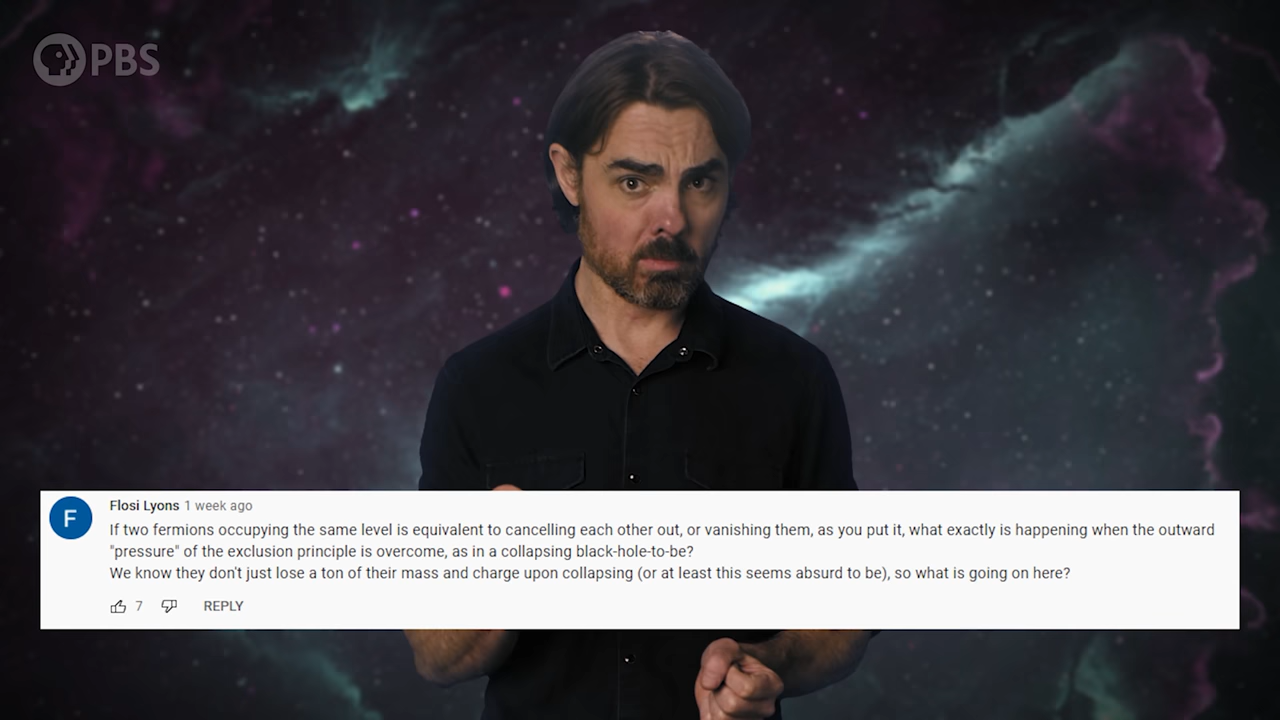 PBS
F
Flosi Lyons 1 week ago
If two fermions occupying the same level is equivalent to cancelling each other out, or vanishing them, as you put it, what exactly is happening when the outward
"pressure" of the exclusion principle is overcome, as in a collapsing black-hole-to-be?
We know they don't just lose a ton of their mass and charge upon collapsing (or at least this seems absurd to be), so what is going on here?
7 REPLY